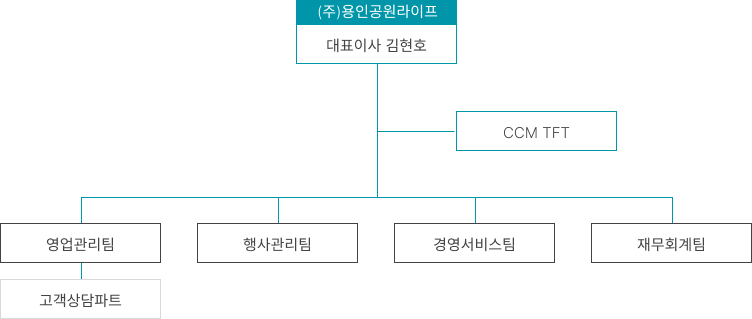 (주)용인공원라이프
대표이사 김현호
CCM TFT
영업관리팀
행사관리팀
경영서비스팀
재무회계팀
고객상담파트